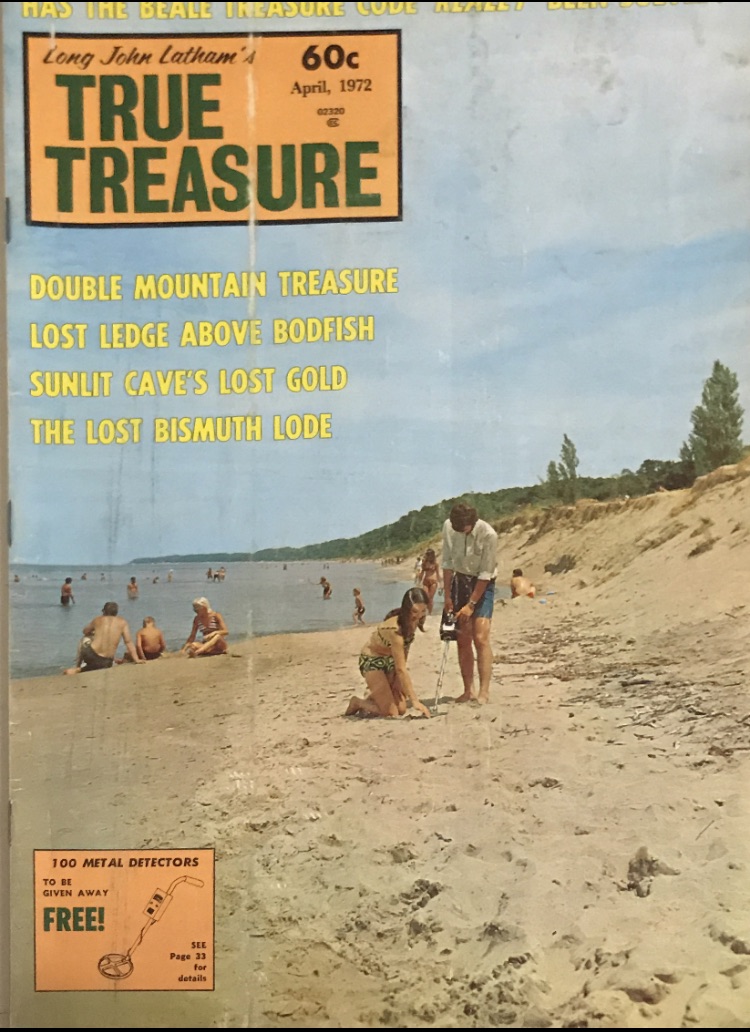 HAS THE BEALE TREASURE CODE "REALLY" BEEN
Long John Latham's
60c
April, 1972
02320
TRUE
TREASURE
DOUBLE MOUNTAIN TREASURE
LOST LEDGE ABOVE BODFISH
SUNLIT CAVE'S LOST GOLD
THE LOST BISMUTH LODE
100 METAL DETECTORS
TO BE
GIVEN AWAY
FREE!
SEE
Page 33
for
details